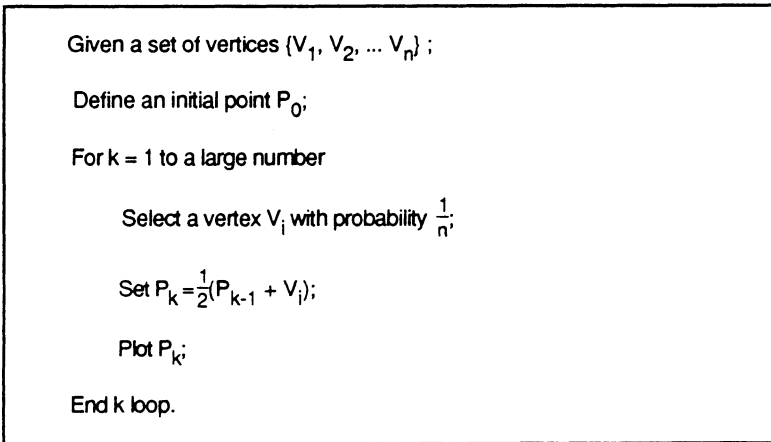 Given a set of vertices {V1, V2, ... Vn} ;
Define an initial point P0;
For k = 1 to a large number
Select a vertex Vi with probability 1/n;
Set Pk = 1/2(Pk-1 + Vi);
Plot Pk;
End k loop.